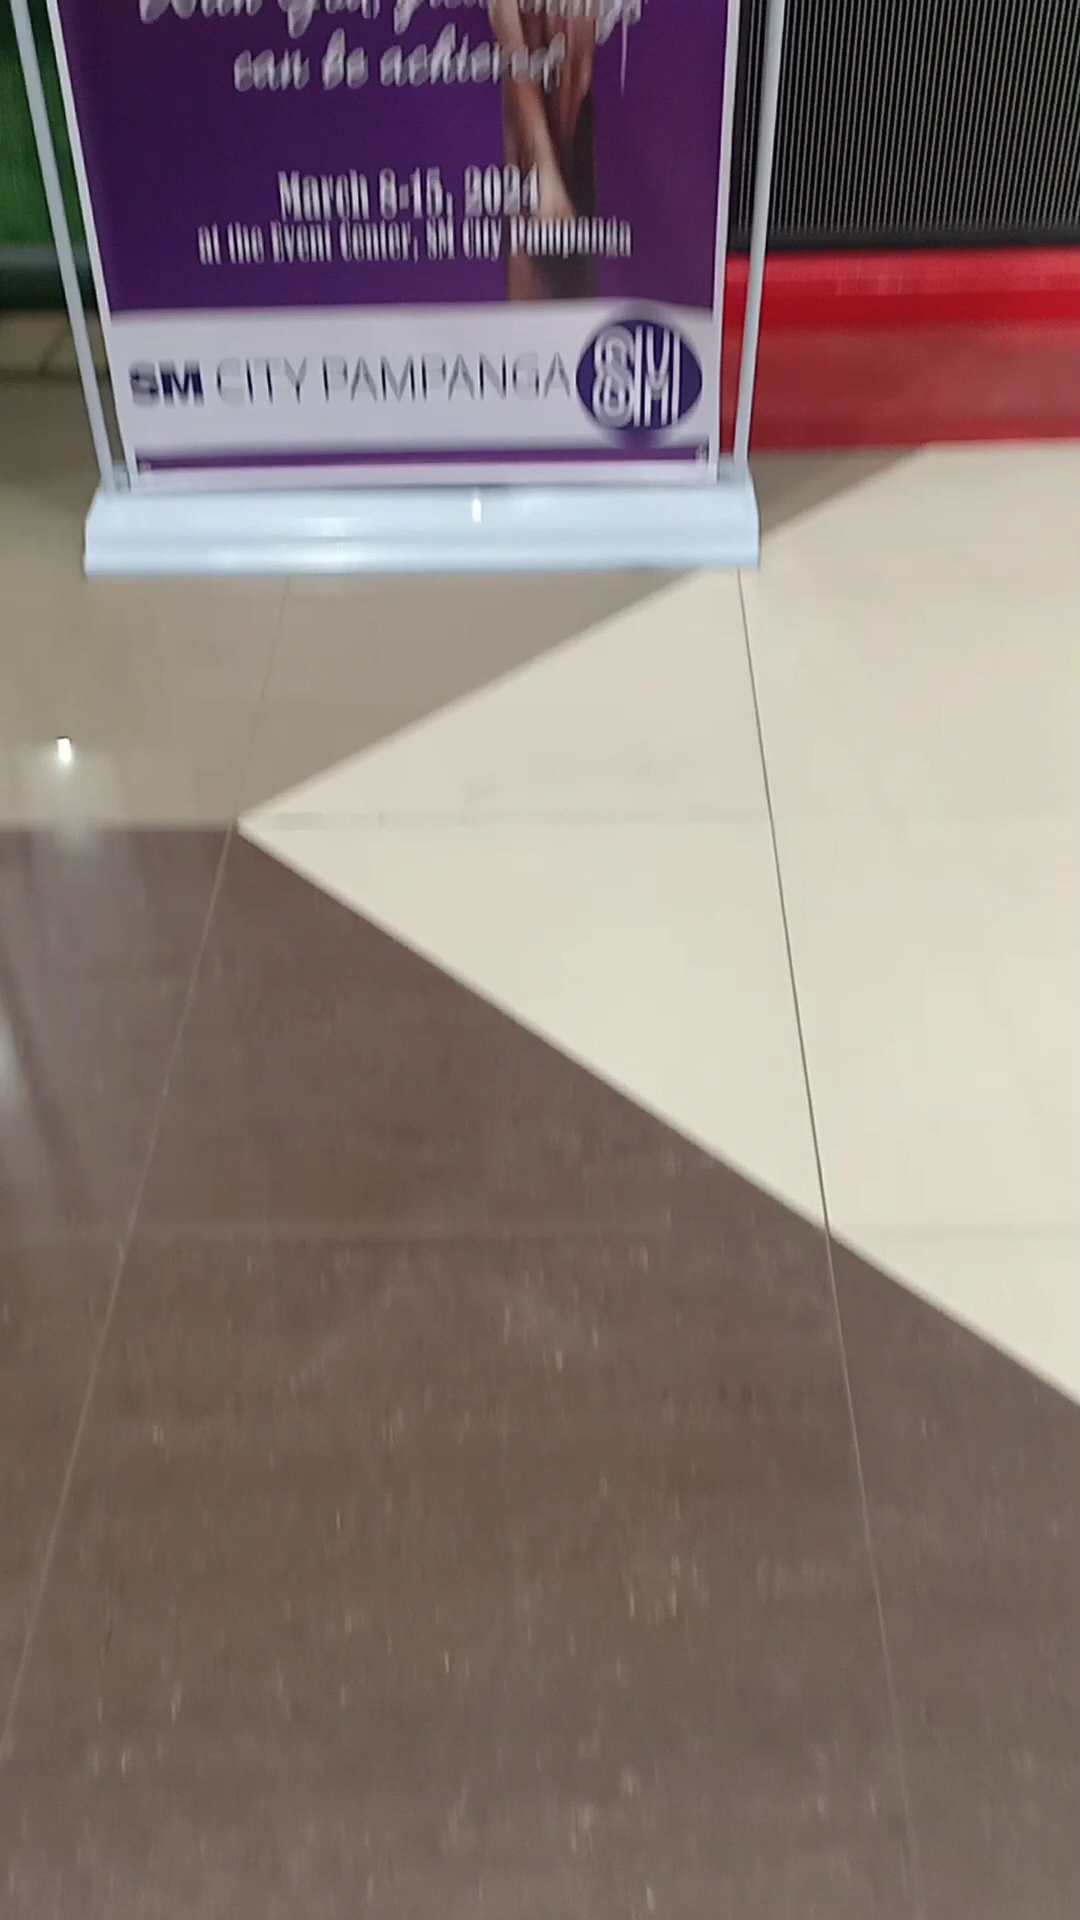 can be achieved
March 8-15, 2024
at the Event Center, SM City Pampanga
SM CITY PAMPANGA SM